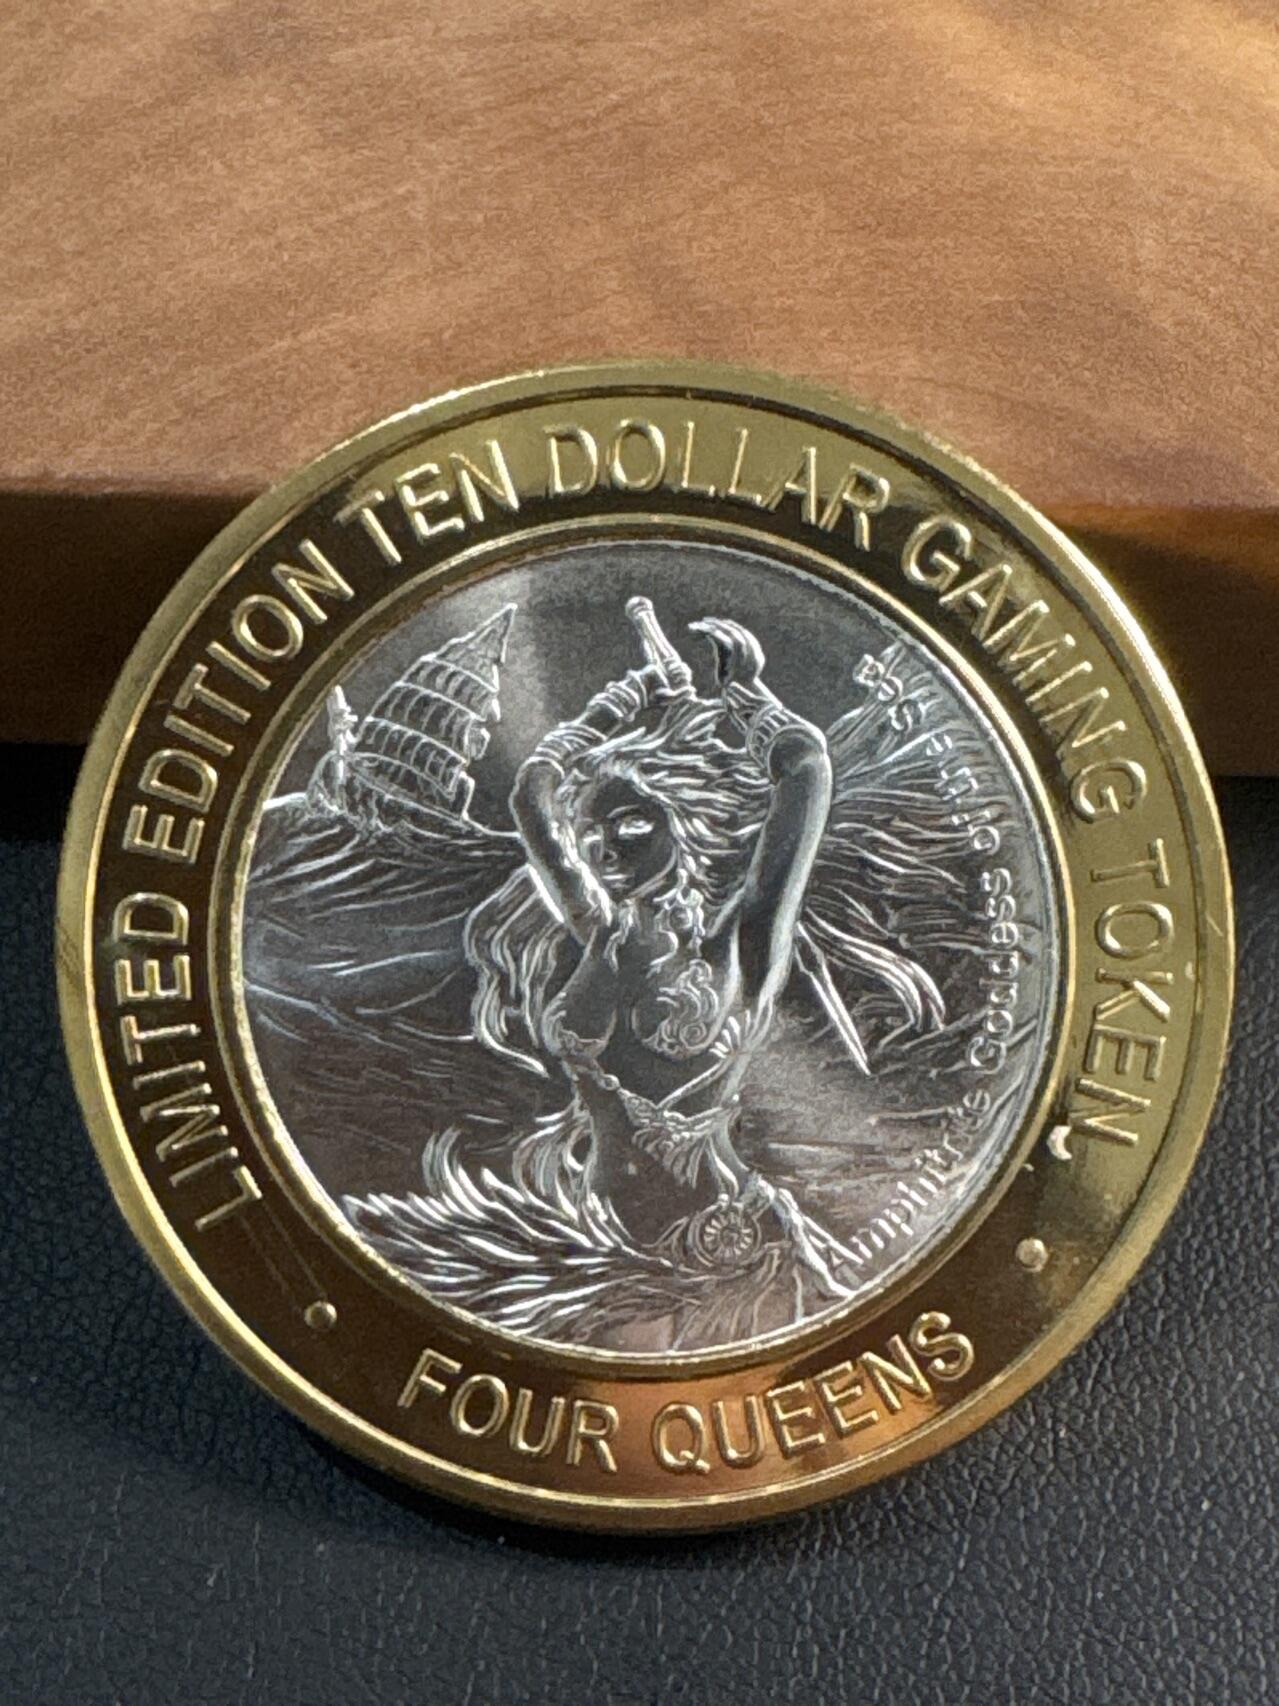 LIMITED EDITION TEN DOLLAR GAMING TOKEN
FOUR QUEENS
Amphitrite Goddess of the Sea